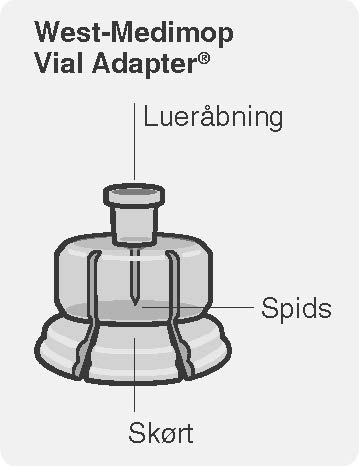 West-Medimop
Vial Adapter®
Lueråbning
Spids
Skørt